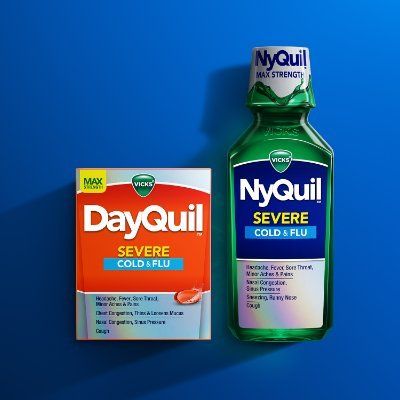 MAX
STRENGTH
VICKS
DayQuil
SEVERE
COLD & FLU
Headache, Fever, Sore Throat,
Minor Aches & Pains
Chest Congestion, Thins & Loosens Mucus
Nasal Congestion, Sinus Pressure
Cough
NyQuil
MAX STRENGTH
VICKS
VICKS
NyQuil
SEVERE
COLD & FLU
Headache, Fever, Sore Throat,
Minor Aches & Pains
Nasal Congestion,
Sinus Pressure
Sneezing, Runny Nose
Cough